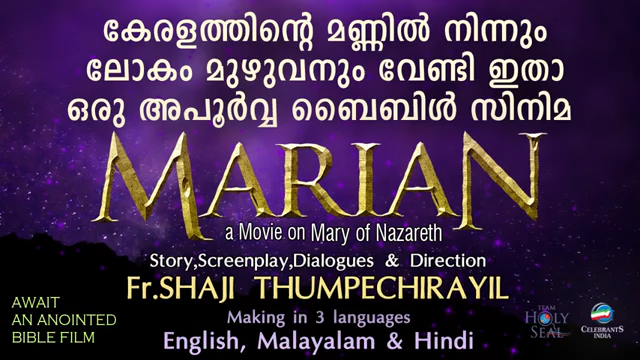 കേരളത്തിന്റെ മണ്ണിൽ നിന്നും
ലോകം മുഴുവനും വേണ്ടി ഇതാ
ഒരു അപൂർവ്വ ബൈബിൾ സിനിമ
MARIAN
a Movie on Mary of Nazareth
Story,Screenplay,Dialogues & Direction
Fr.SHAJI THUMPECHIRAYIL
Making in 3 languages
English, Malayalam & Hindi
AWAIT
AN ANOINTED
BIBLE FILM
TEAM
HOLY
SEAL
CELEBRANTS
INDIA